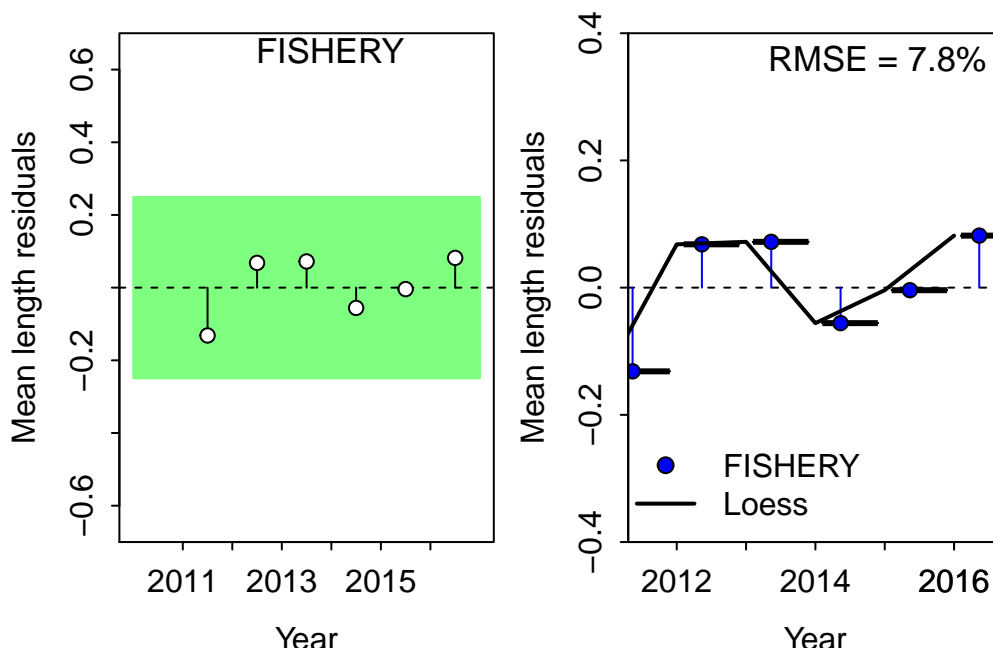 FISHERY
Mean length residuals
0.6
0.4
0.2
0.0
−0.2
−0.6
2011 2013 2015
Year
RMSE = 7.8%
Mean length residuals
0.4
0.2
0.0
−0.2
−0.4
FISHERY
Loess
2012 2014 2016
Year